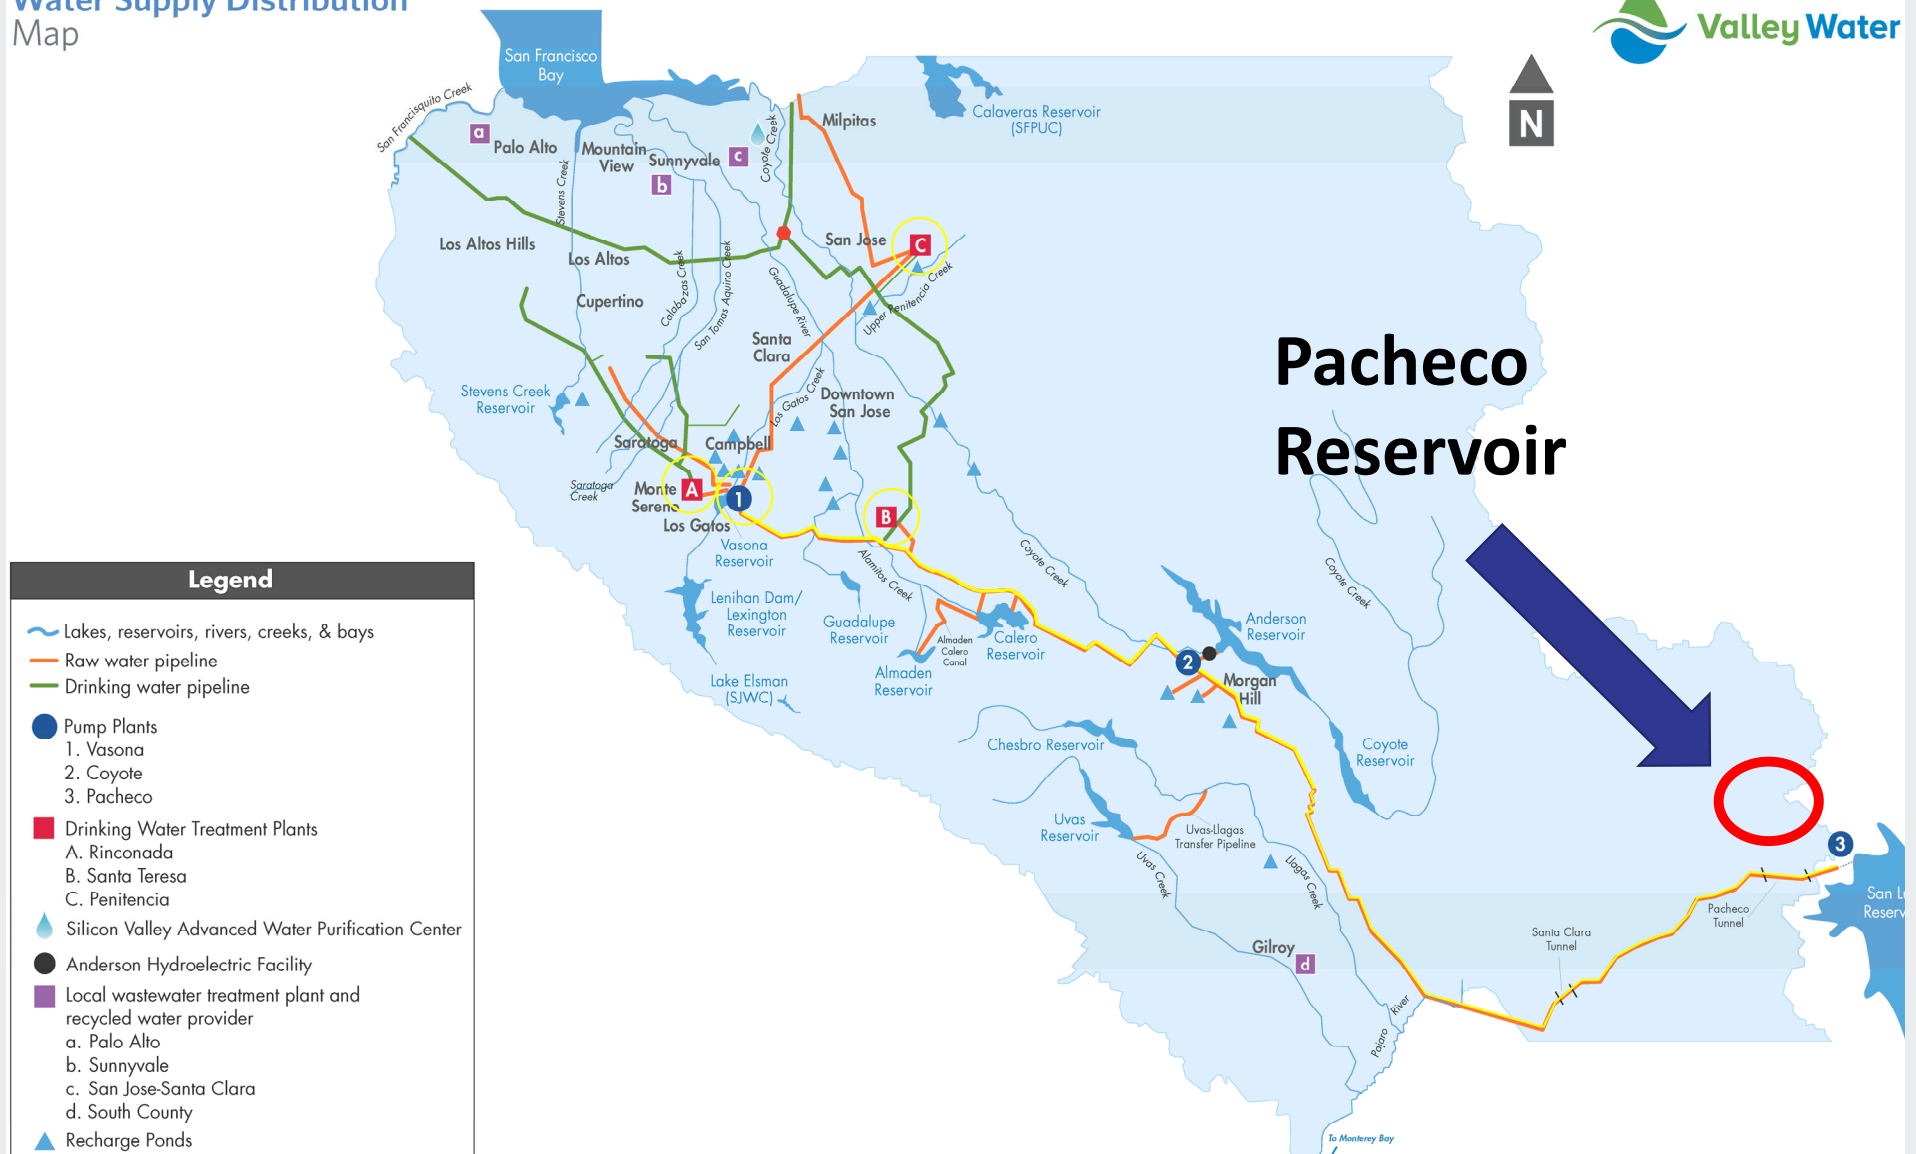 Water Supply Distribution
Map
Valley Water
N
San Francisco
Bay
San Francisquito Creek
Calaveras Reservoir
(SFPUC)
Milpitas
a
Palo Alto
Mountain
View
Sunnyvale
c
b
Coyote Creek
Stevens Creek
Los Altos Hills
Los Altos
San Jose
C
Cupertino
Calabazas Creek
San Tomas Aquino Creek
Guadalupe River
Upper Penitencia Creek
Santa
Clara
Pacheco
Reservoir
Stevens Creek
Reservoir
Los Gatos Creek
Downtown
San Jose
Saratoga
Campbell
Saratoga
Creek
Monte
Sereno
A
1
Los Gatos
B
Vasona
Reservoir
Alamitos Creek
Coyote Creek
Coyote Creek
Lenihan Dam/
Lexington
Reservoir
Guadalupe
Reservoir
Almaden
Calero
Canal
Calero
Reservoir
Anderson
Reservoir
Almaden
Reservoir
2
Morgan
Hill
Lake Elsman
(SJWC)
Chesbro Reservoir
Coyote
Reservoir
Uvas
Reservoir
Uvas-Llagas
Transfer Pipeline
Uvas Creek
Llagas Creek
3
San L
Reserv
Pacheco
Tunnel
Santa Clara
Tunnel
Gilroy
d
Pajaro River
To Monterey Bay
Legend
Lakes, reservoirs, rivers, creeks, & bays
Raw water pipeline
Drinking water pipeline
Pump Plants
1. Vasona
2. Coyote
3. Pacheco
Drinking Water Treatment Plants
A. Rinconada
B. Santa Teresa
C. Penitencia
Silicon Valley Advanced Water Purification Center
Anderson Hydroelectric Facility
Local wastewater treatment plant and
recycled water provider
a. Palo Alto
b. Sunnyvale
c. San Jose-Santa Clara
d. South County
Recharge Ponds